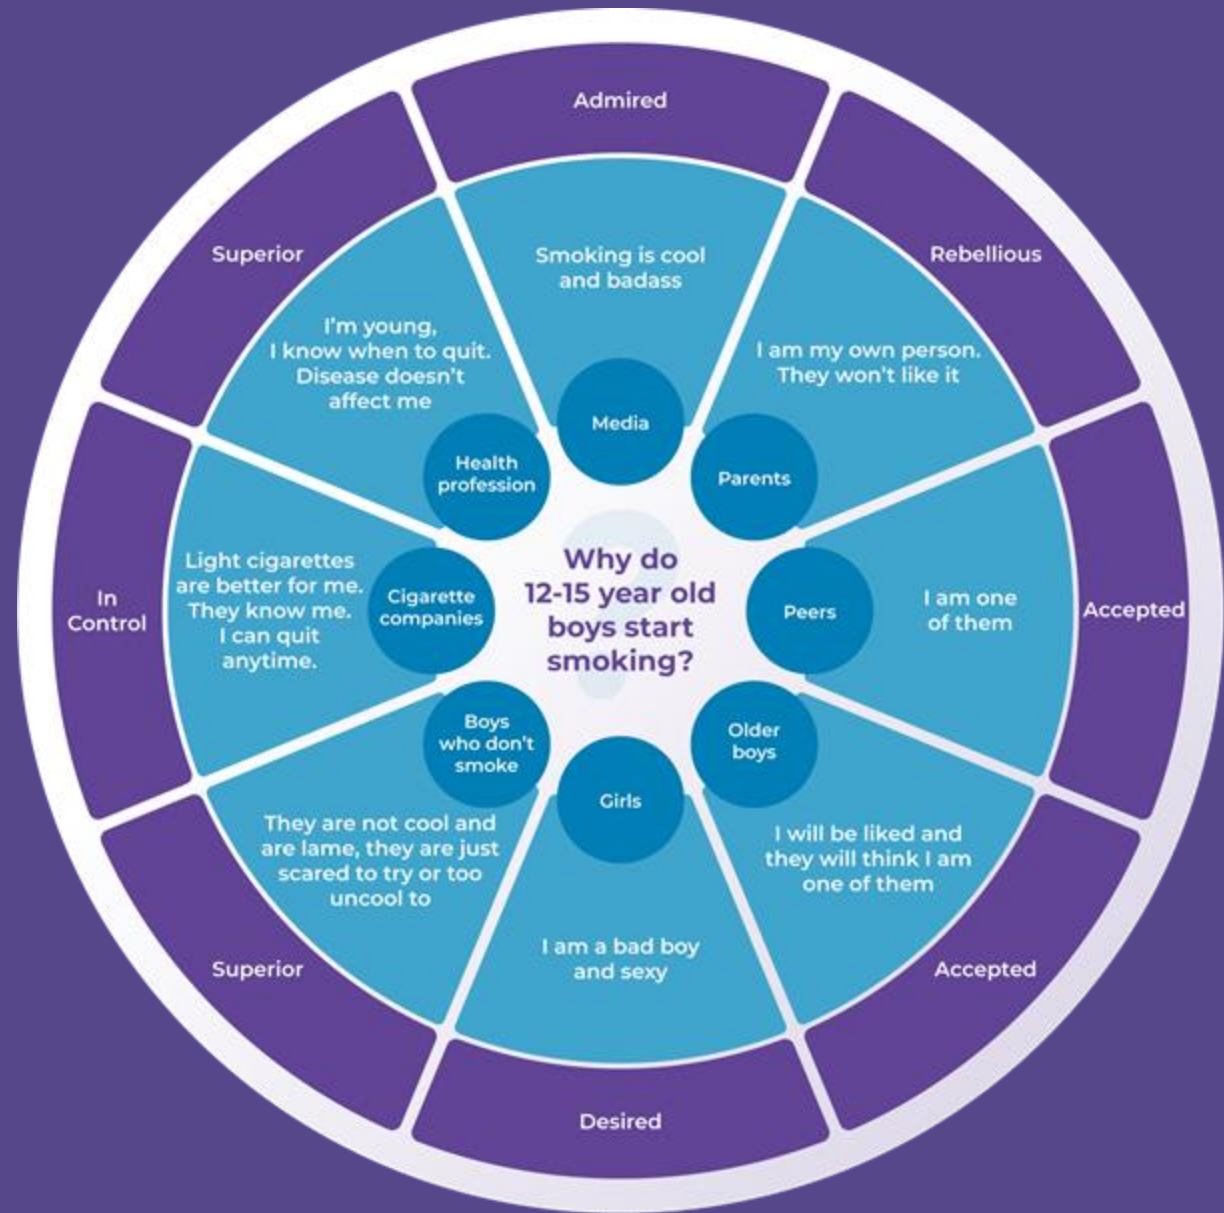 Admired
Smoking is cool
and badass
Media
Rebellious
I am my own person.
They won't like it
Parents
Accepted
I am one
of them
Peers
Accepted
I will be liked and
they will think I am
one of them
Older
boys
Desired
I am a bad boy
and sexy
Girls
Superior
They are not cool and
are lame, they are just
scared to try or too
uncool to
Boys
who don't
smoke
In
Control
Light cigarettes
are better for me.
They know me.
I can quit
anytime.
Cigarette
companies
Superior
I'm young,
I know when to quit.
Disease doesn't
affect me
Health
profession
Why do
12-15 year old
boys start
smoking?
?